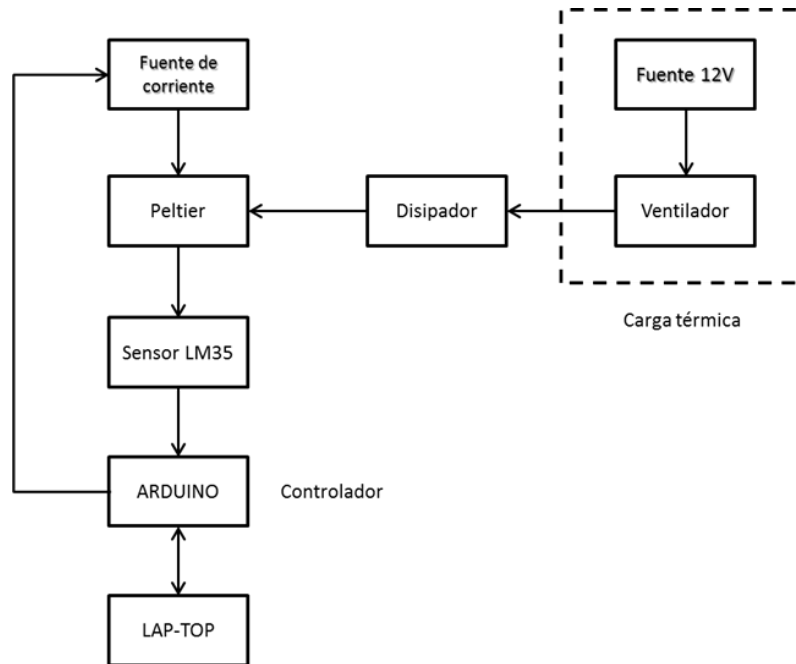 Fuente de
corriente
Fuente 12V
Peltier
Disipador
Ventilador
Carga térmica
Sensor LM35
ARDUINO
Controlador
LAP-TOP